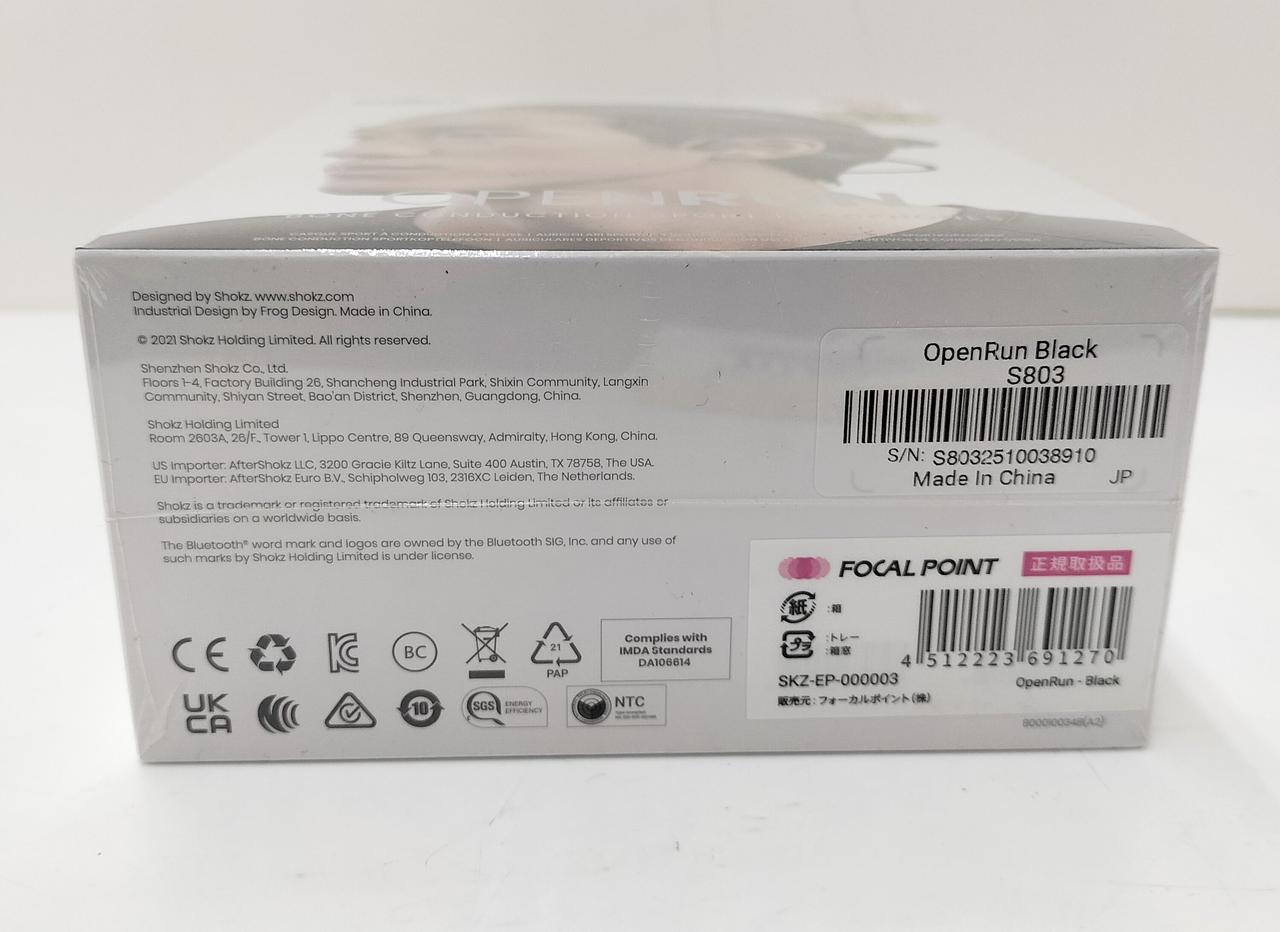 OPENRUN
BONE CONDUCTION SPORT
Designed by Shokz. www.shokz.com
Industrial Design by Frog Design. Made in China.
© 2021 Shokz Holding Limited. All rights reserved.
Shenzhen Shokz Co., Ltd.
Floors 1-4, Factory Building 26, Shancheng Industrial Park, Shixin Community, Langxin
Community, Shiyan Street, Bao'an District, Shenzhen, Guangdong, China.
Shokz Holding Limited
Room 2603A, 26/F., Tower 1, Lippo Centre, 89 Queensway, Admiralty, Hong Kong, China.
US Importer: AfterShokz LLC, 3200 Gracie Kiltz Lane, Suite 400 Austin, TX 78758, The USA.
EU Importer: AfterShokz Euro B.V., Schipholweg 103, 2316XC Leiden, The Netherlands.
Shokz is a trademark or registered trademark of Shokz Holding Limited or its affiliates or
subsidiaries on a worldwide basis.
The Bluetooth® word mark and logos are owned by the Bluetooth SIG, Inc. and any use of
such marks by Shokz Holding Limited is under license.
CE
BC
21
PAP
Complies with
IMDA Standards
DA106614
UK
CA
10
SGS
ENERGY
EFFICIENCY
NTC
OpenRun Black
S803
S/N: S8032510038910
Made In China JP
FOCAL POINT 正規取扱品
紙 :箱
プラ :トレー
:箱窓
4 512223 691270
SKZ-EP-000003
OpenRun - Black
販売元:フォーカルポイント(株)
8000100348(A2)